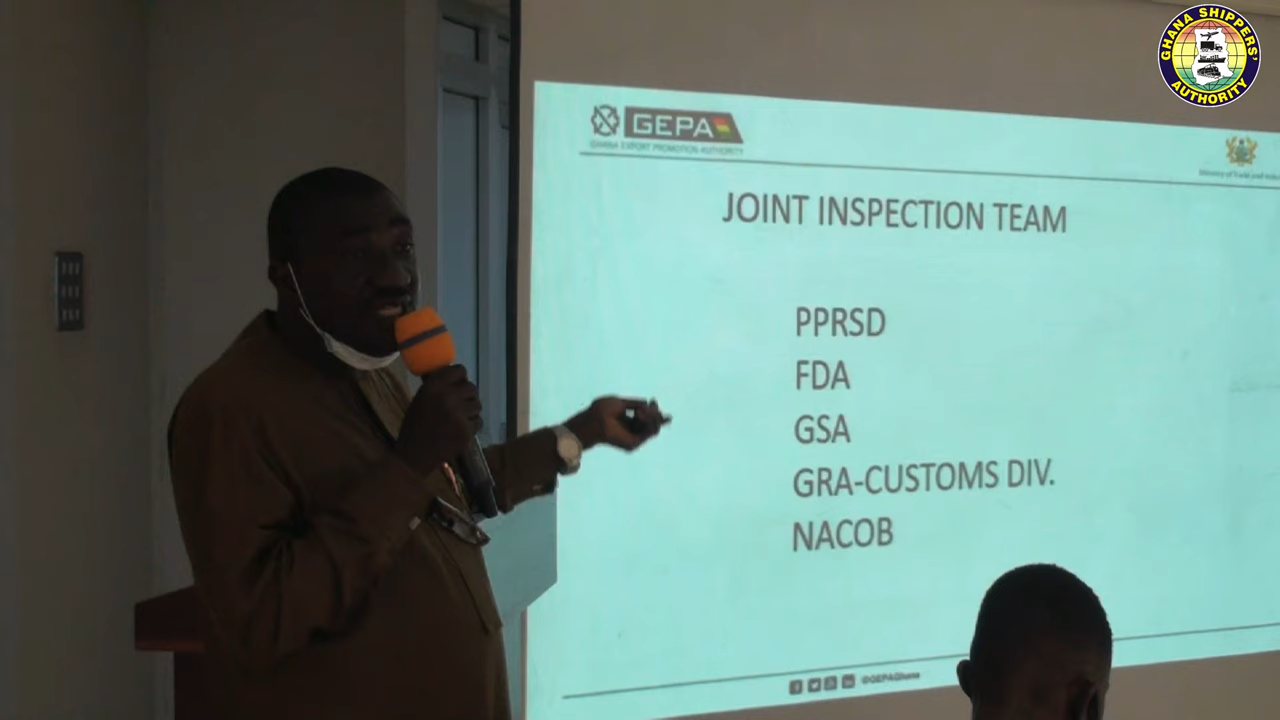 GHANA SHIPPERS'
AUTHORITY
GEPA
GHANA EXPORT PROMOTION AUTHORITY
JOINT INSPECTION TEAM
PPRSD
FDA
GSA
GRA-CUSTOMS DIV.
NACOB
@GEPAGhana